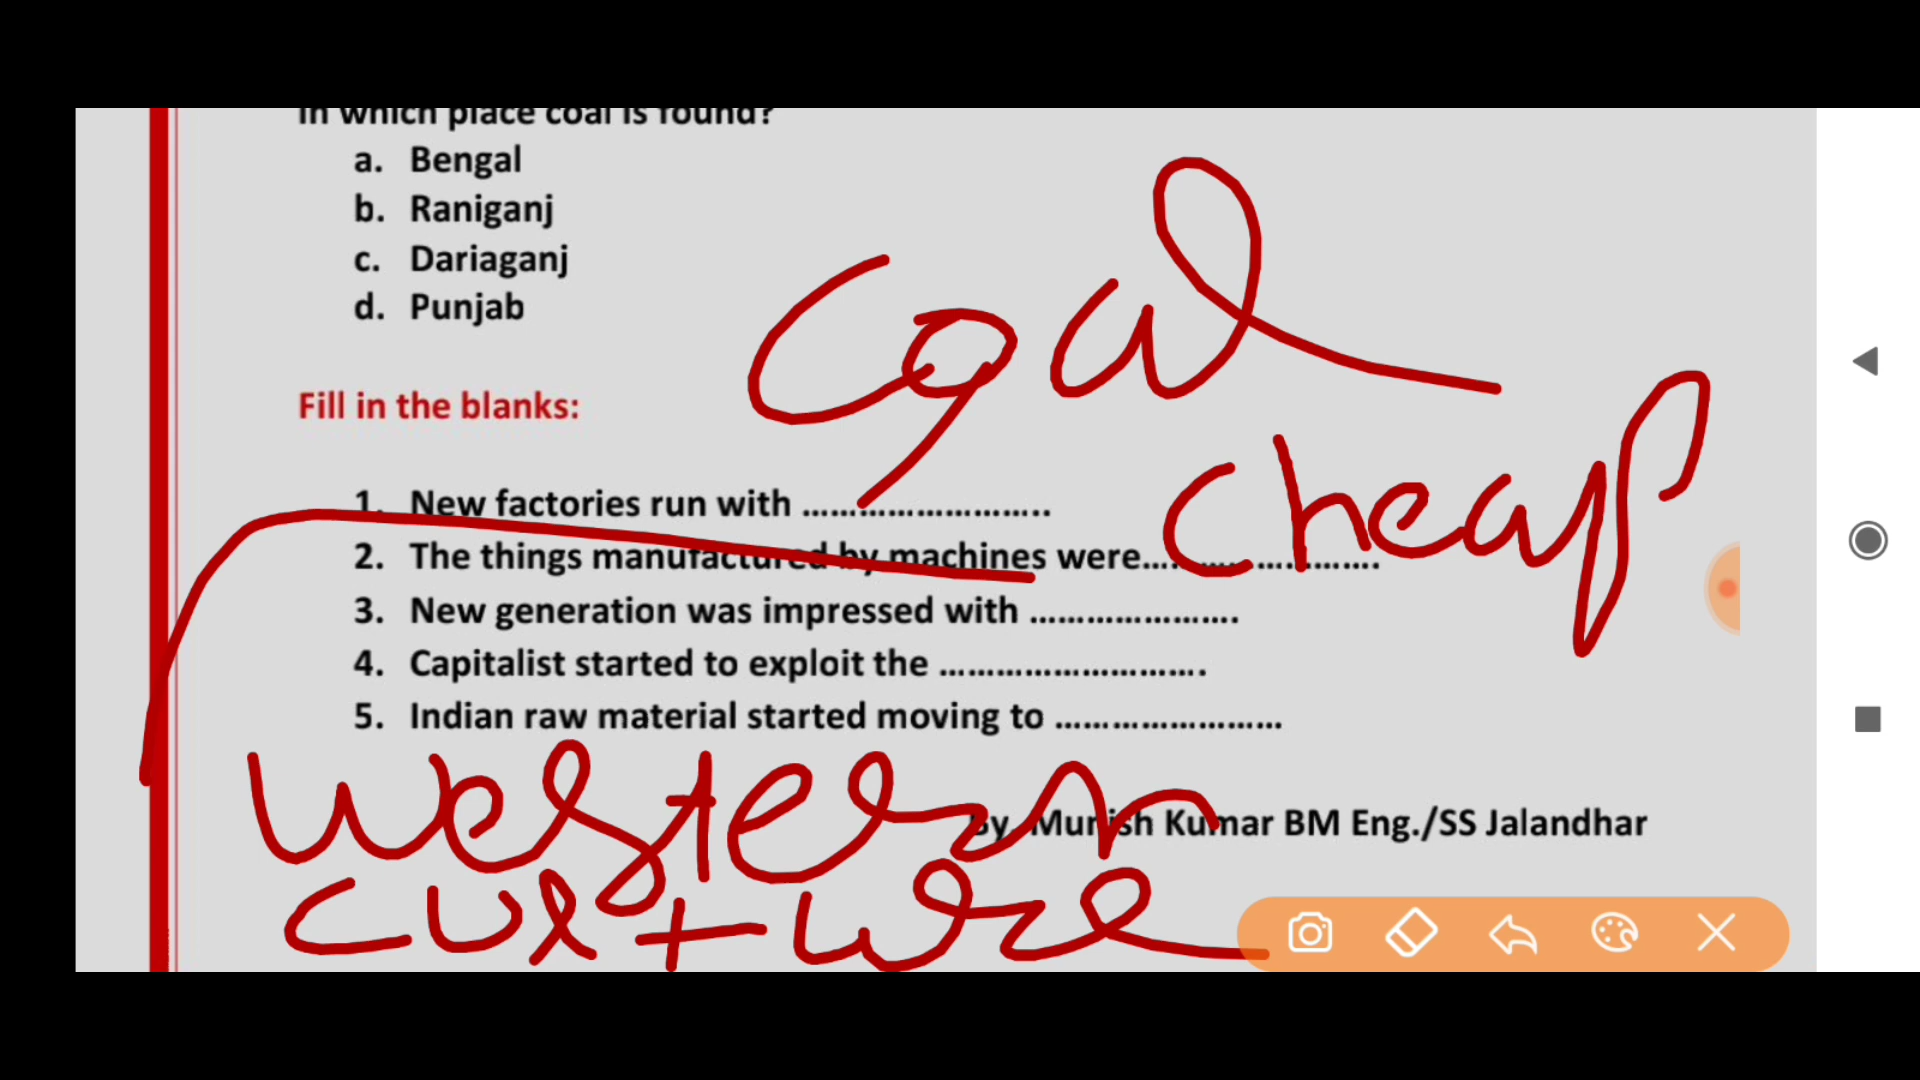 In which place coal is found?
a. Bengal
b. Raniganj
c. Dariaganj
d. Punjab
coal
Fill in the blanks:
cheap
1. New factories run with ........................
2. The things manufactured by machines were........................
3. New generation was impressed with ........................
4. Capitalist started to exploit the ........................
5. Indian raw material started moving to ........................
western
By. Munish Kumar BM Eng./SS Jalandhar
culture